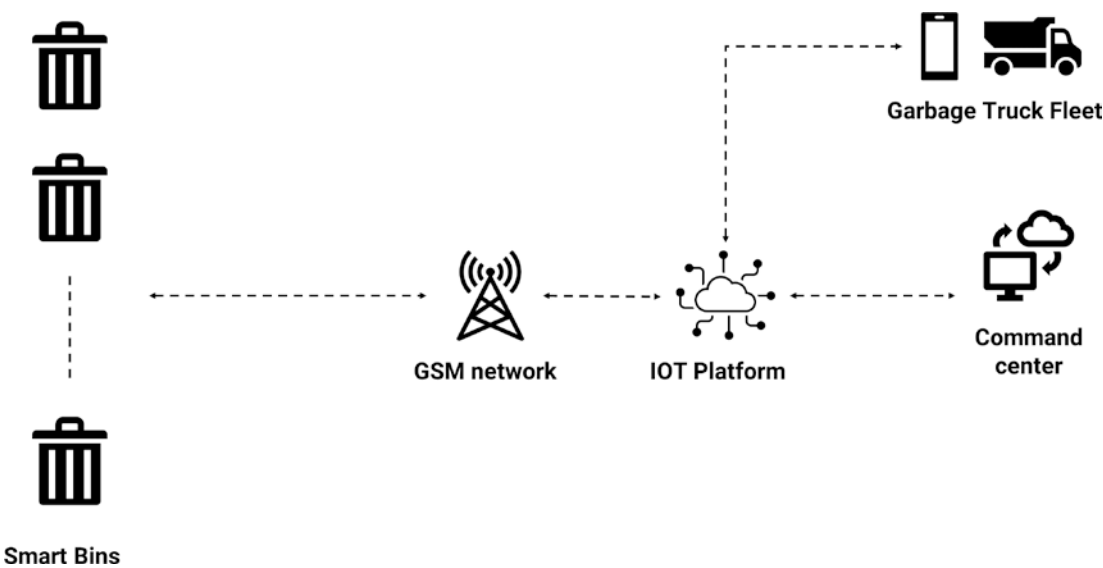 Garbage Truck Fleet
GSM network
IOT Platform
Command
center
Smart Bins